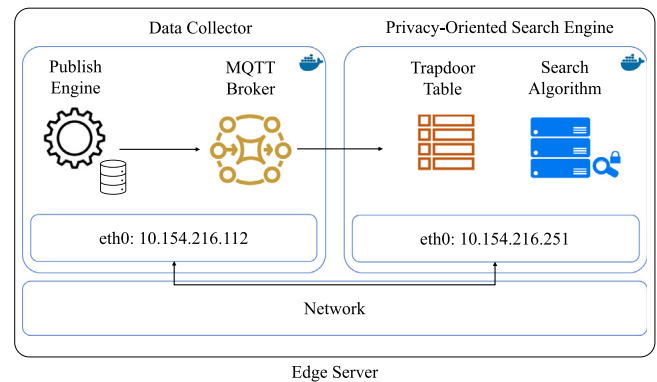 Data Collector
Privacy-Oriented Search Engine
Publish
Engine
MQTT
Broker
Trapdoor
Table
Search
Algorithm
eth0: 10.154.216.112
eth0: 10.154.216.251
Network
Edge Server